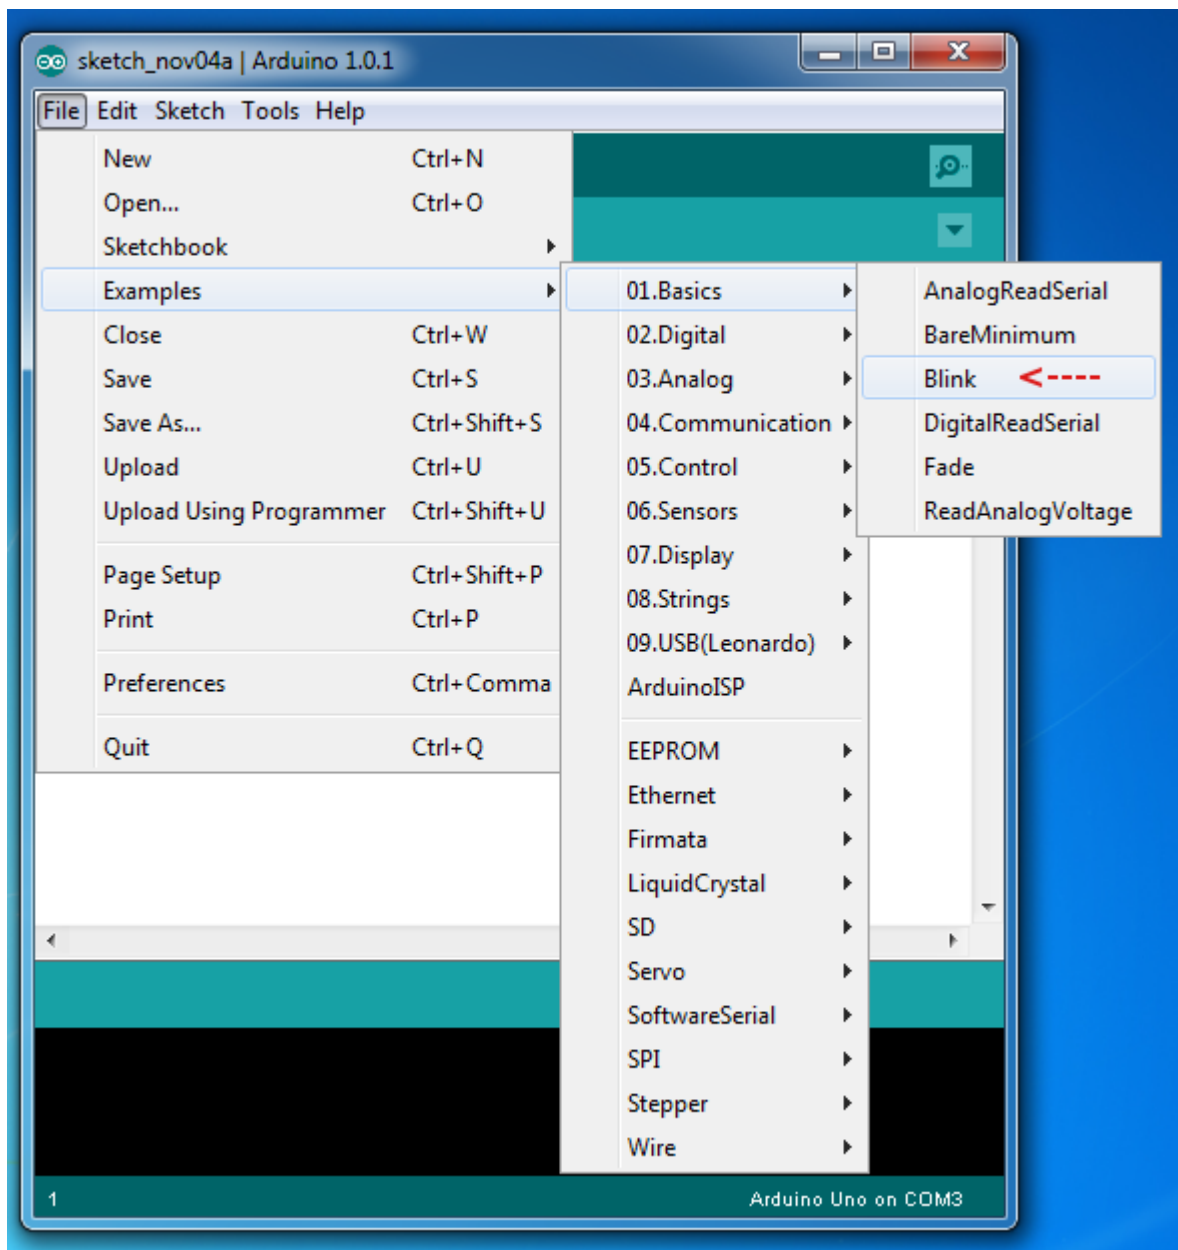 sketch_nov04a | Arduino 1.0.1
File Edit Sketch Tools Help
New Ctrl+N
Open... Ctrl+O
Sketchbook
Examples
Close Ctrl+W
Save Ctrl+S
Save As... Ctrl+Shift+S
Upload Ctrl+U
Upload Using Programmer Ctrl+Shift+U
Page Setup Ctrl+Shift+P
Print Ctrl+P
Preferences Ctrl+Comma
Quit Ctrl+Q
01.Basics
02.Digital
03.Analog
04.Communication
05.Control
06.Sensors
07.Display
08.Strings
09.USB(Leonardo)
ArduinoISP
EEPROM
Ethernet
Firmata
LiquidCrystal
SD
Servo
SoftwareSerial
SPI
Stepper
Wire
AnalogReadSerial
BareMinimum
Blink <----
DigitalReadSerial
Fade
ReadAnalogVoltage
1 Arduino Uno on COM3